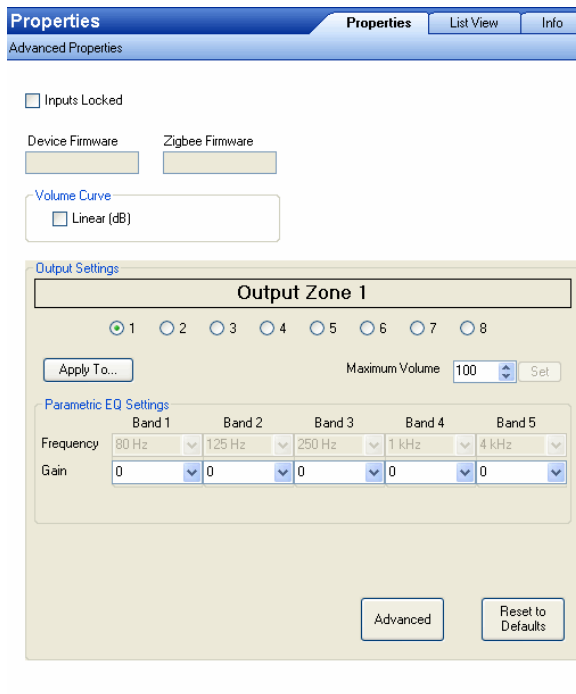 Properties
Properties List View Info
Advanced Properties
Inputs Locked
Device Firmware Zigbee Firmware
Volume Curve
Linear (dB)
Output Settings
Output Zone 1
1 2 3 4 5 6 7 8
Apply To... Maximum Volume 100 Set
Parametric EQ Settings
Band 1 Band 2 Band 3 Band 4 Band 5
Frequency 80 Hz 125 Hz 250 Hz 1 kHz 4 kHz
Gain 0 0 0 0 0
Advanced
Reset to
Defaults